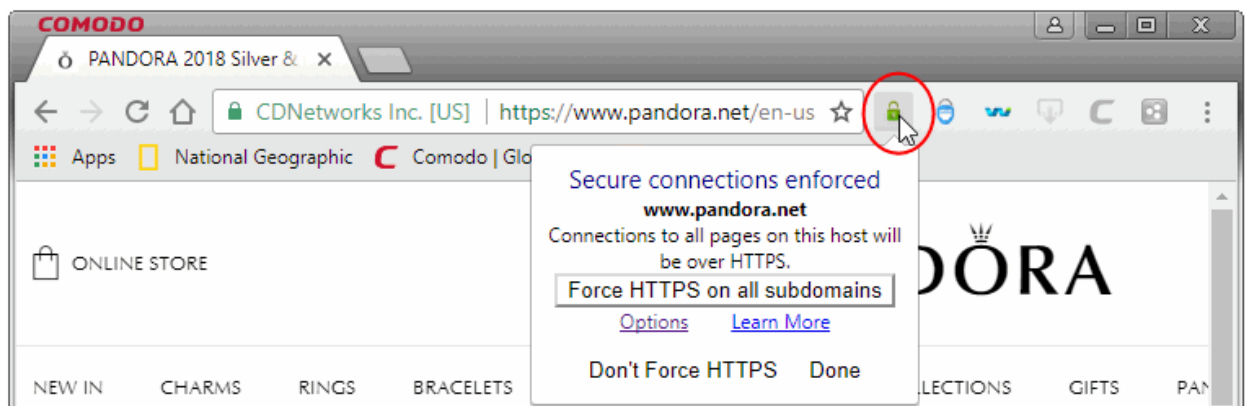 COMODO
PANDORA 2018 Silver &
CDNetworks Inc. [US] | https://www.pandora.net/en-us
Apps National Geographic Comodo | Glo
Secure connections enforced
www.pandora.net
Connections to all pages on this host will
be over HTTPS.
Force HTTPS on all subdomains
Options Learn More
Don't Force HTTPS Done
ONLINE STORE
DÖRA
NEW IN CHARMS RINGS BRACELETS LLECTIONS GIFTS PAN